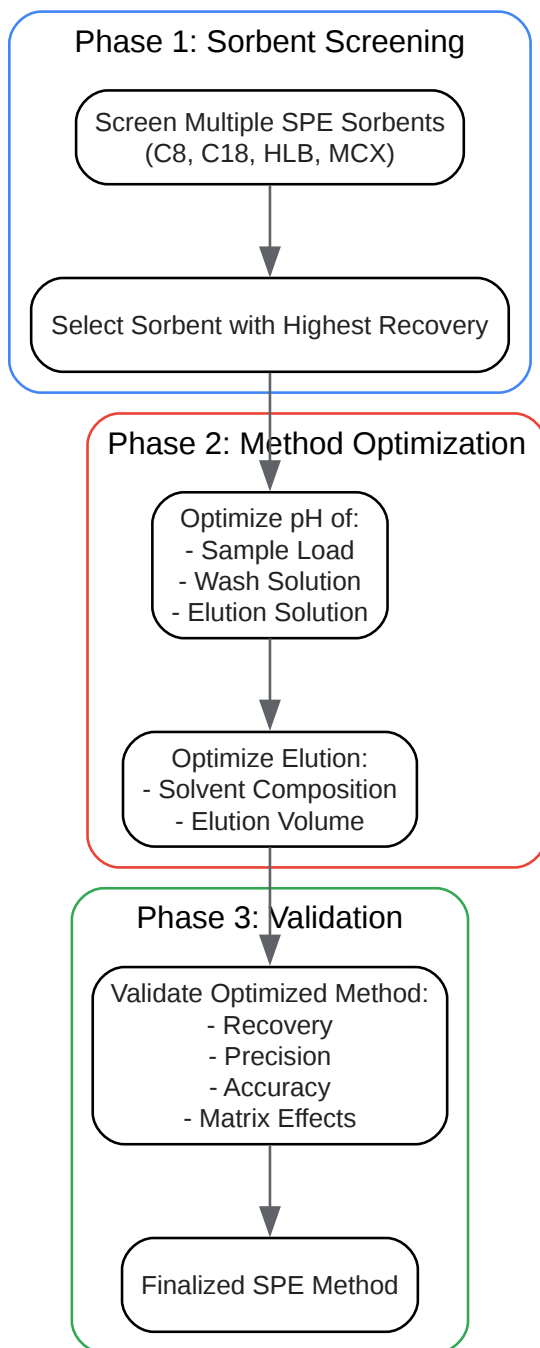 Phase 1: Sorbent Screening
Screen Multiple SPE Sorbents
(C8, C18, HLB, MCX)
Select Sorbent with Highest Recovery
Phase 2: Method Optimization
Optimize pH of:
- Sample Load
- Wash Solution
- Elution Solution
Optimize Elution:
- Solvent Composition
- Elution Volume
Phase 3: Validation
Validate Optimized Method:
- Recovery
- Precision
- Accuracy
- Matrix Effects
Finalized SPE Method